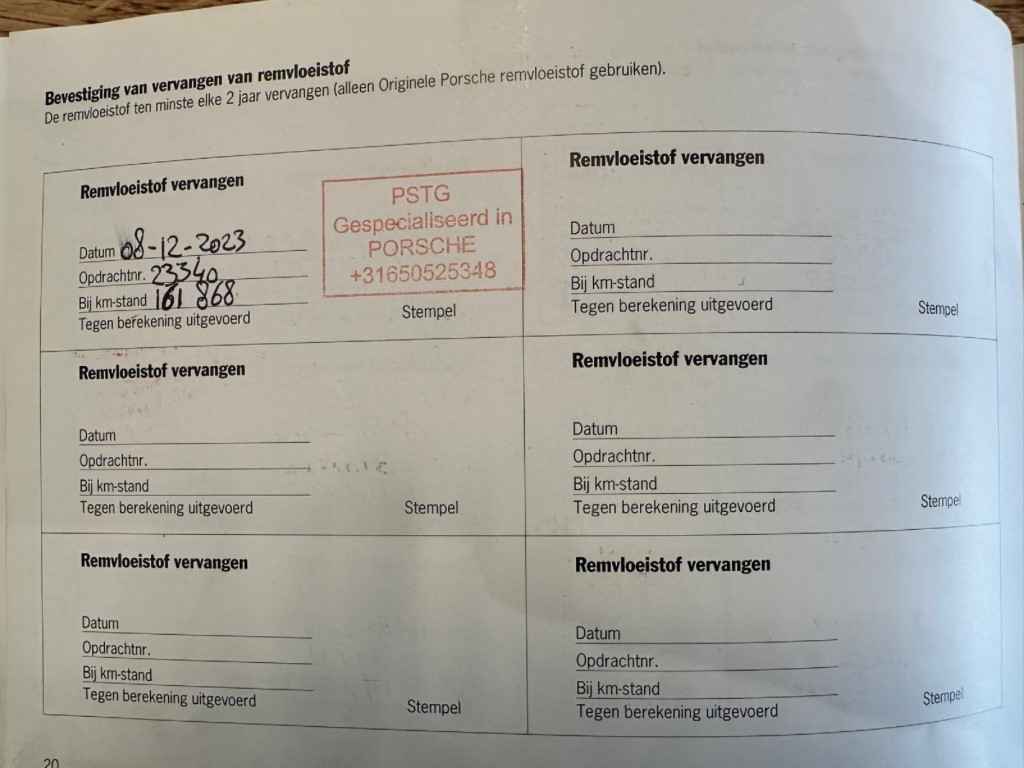 Bevestiging van vervangen van remvloeistof
De remvloeistof ten minste elke 2 jaar vervangen (alleen Originele Porsche remvloeistof gebruiken).
Remvloeistof vervangen
Datum 08-12-2023
Opdrachtnr. 23340
Bij km-stand 161 868
Tegen berekening uitgevoerd
PSTG
Gespecialiseerd in
PORSCHE
+31650525348
Stempel
Remvloeistof vervangen
Datum
Opdrachtnr.
Bij km-stand
Tegen berekening uitgevoerd
Stempel
Remvloeistof vervangen
Datum
Opdrachtnr.
Bij km-stand
Tegen berekening uitgevoerd
Stempel
Remvloeistof vervangen
Datum
Opdrachtnr.
Bij km-stand
Tegen berekening uitgevoerd
Stempel
Remvloeistof vervangen
Datum
Opdrachtnr.
Bij km-stand
Tegen berekening uitgevoerd
Stempel
Remvloeistof vervangen
Datum
Opdrachtnr.
Bij km-stand
Tegen berekening uitgevoerd
Stempel
20